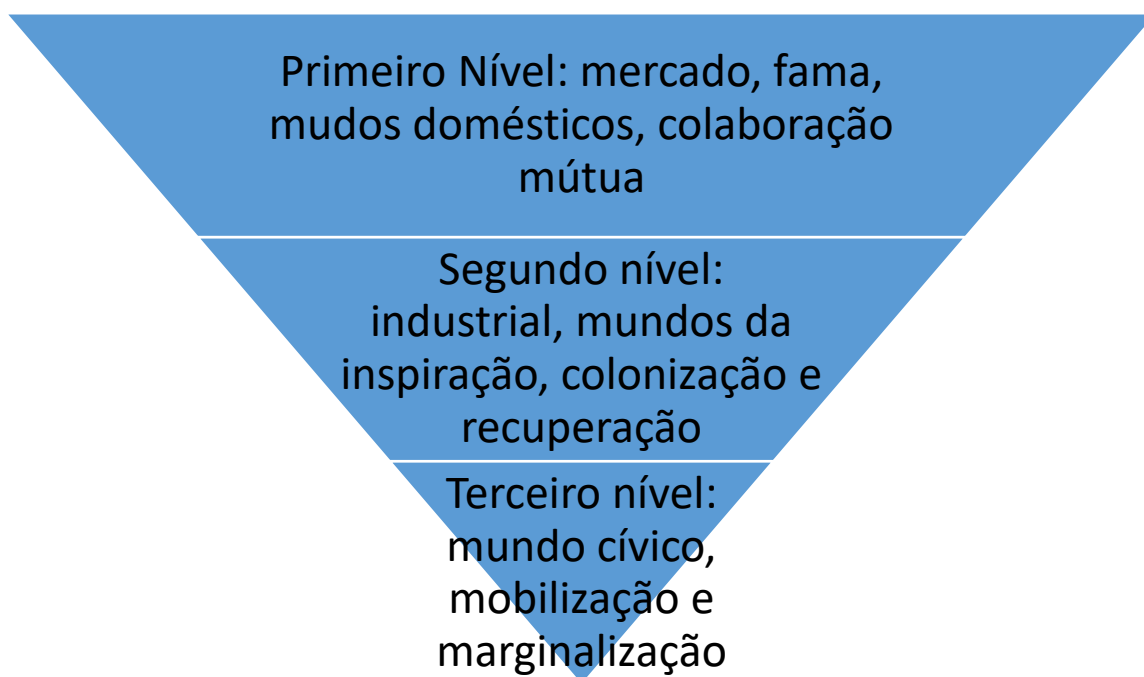 Primeiro Nível: mercado, fama,
mudos domésticos, colaboração
mútua
Segundo nível:
industrial, mundos da
inspiração, colonização e
recuperação
Terceiro nível:
mundo cívico,
mobilização e
marginalização